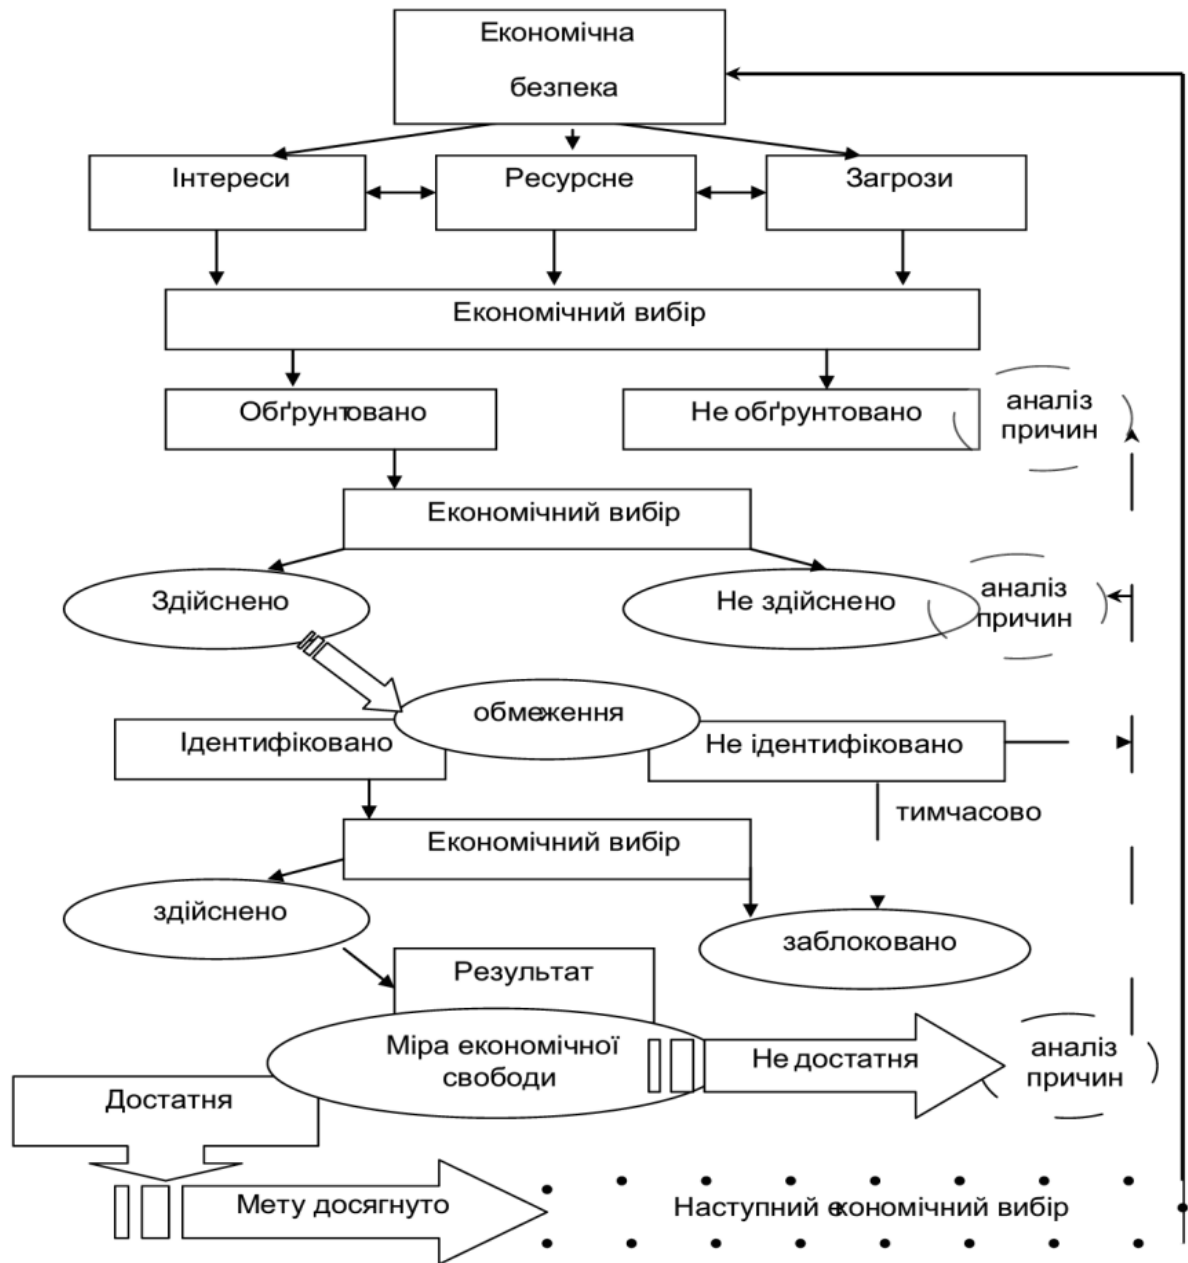 Економічна
безпека
Інтереси
Ресурсне
Загрози
Економічний вибір
Обґрунтовано
Не обґрунтовано
аналіз
причин
Економічний вибір
Здійснено
Не здійснено
аналіз
причин
обмеження
Ідентифіковано
Не ідентифіковано
тимчасово
Економічний вибір
здійснено
заблоковано
Результат
Міра економічної
свободи
Не достатня
аналіз
причин
Достатня
Мету досягнуто
Наступний економічний вибір